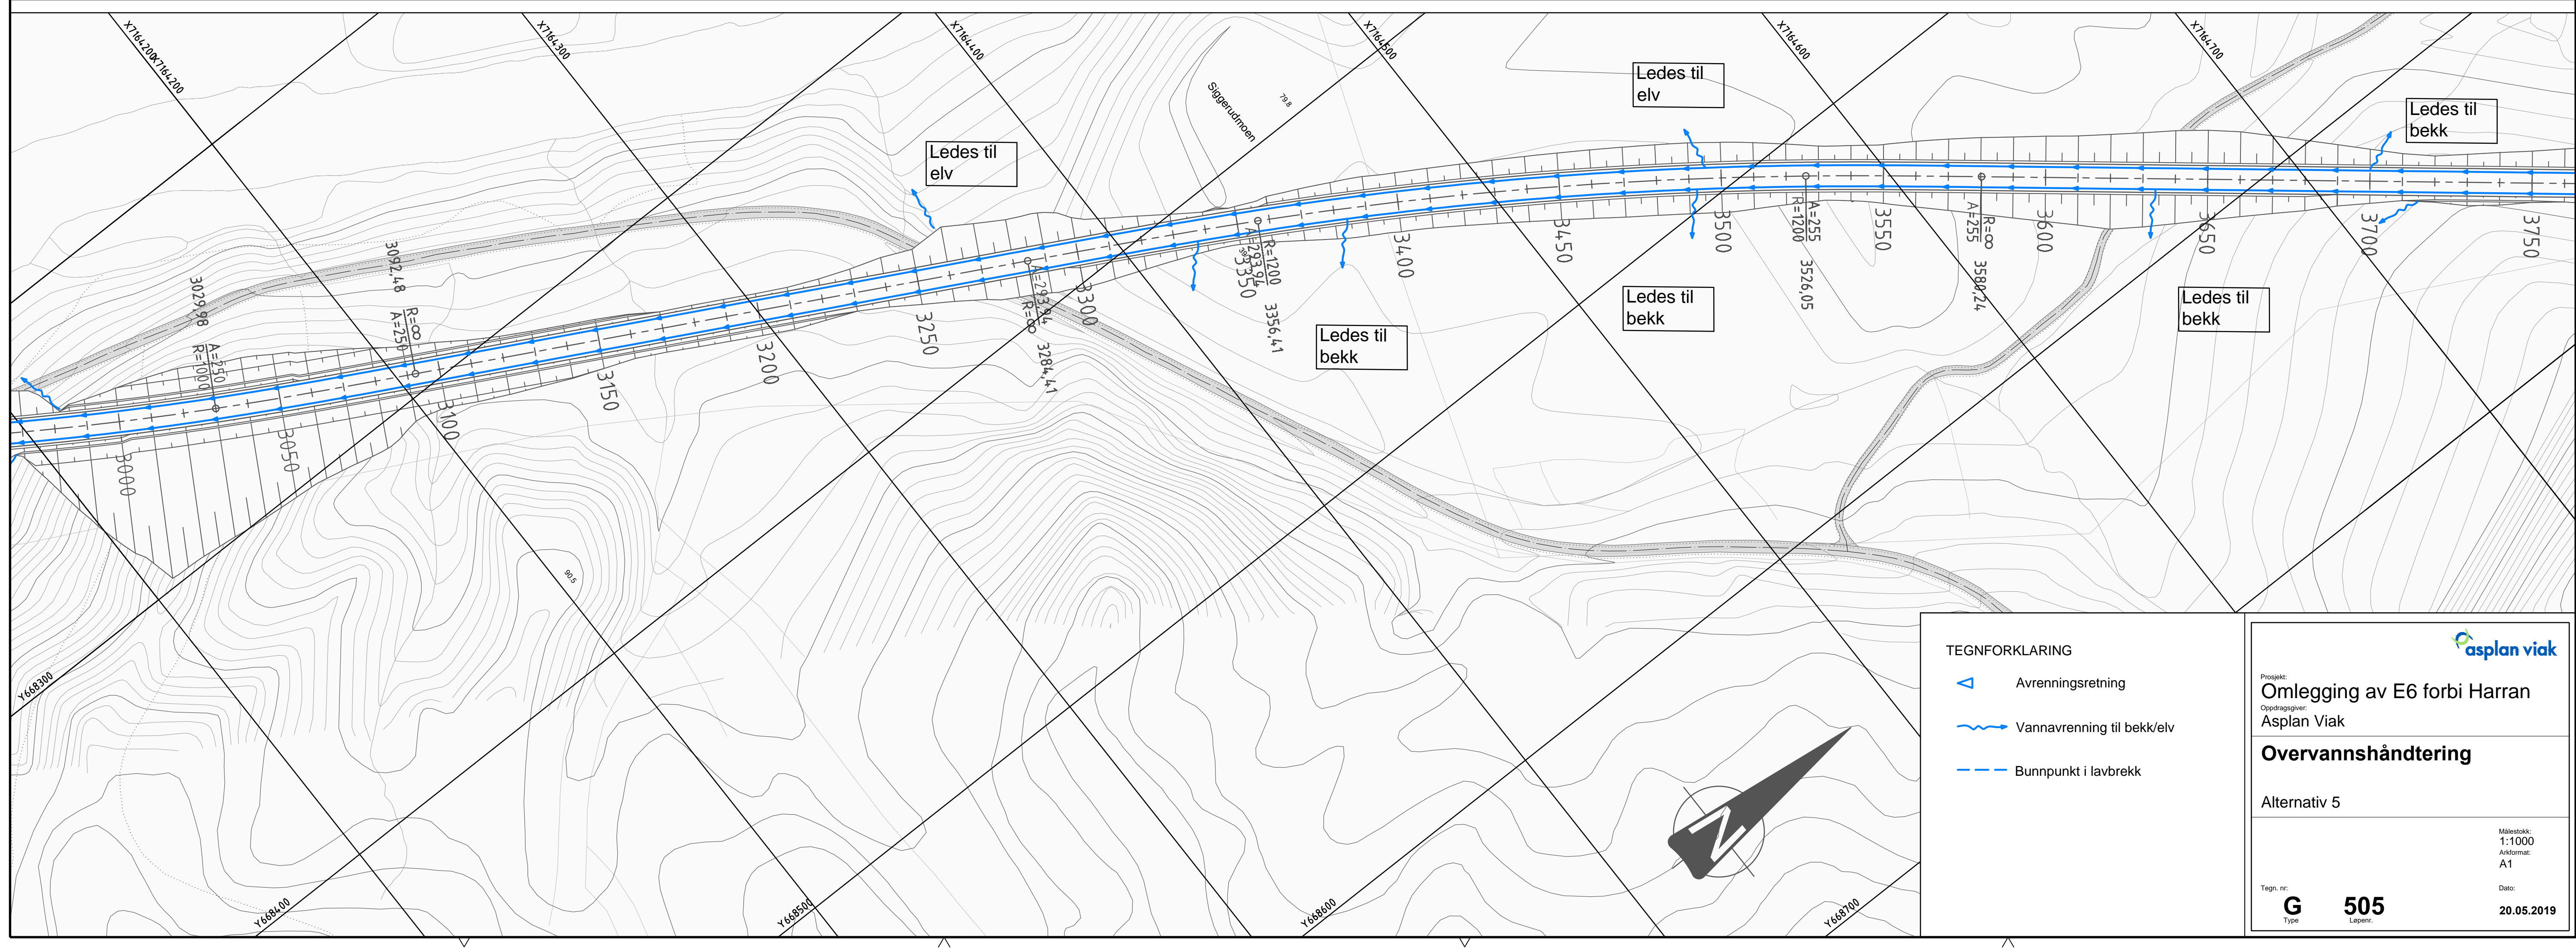 X7164200
X7164200
X7164300
X7164400
X7164500
X7164600
X7164700
Siggerudmoen
79.8
Ledes til
elv
Ledes til
elv
Ledes til
bekk
Ledes til
bekk
Ledes til
bekk
Ledes til
bekk
3029,98
A=250
R=1000
3092,48
R=∞
A=250
A=293,94
R=∞
3284,41
R=1200
A=293,94
3356,41
A=255
R=1200
3526,05
R=∞
A=255
3580,24
3000
3050
3100
3150
3200
3250
3300
3350
3400
3450
3500
3550
3600
3650
3700
3750
90.5
Y668300
Y668400
Y668500
Y668600
Y668700
N
TEGNFORKLARING
Avrenningsretning
Vannavrenning til bekk/elv
Bunnpunkt i lavbrekk
asplan viak
Prosjekt:
Omlegging av E6 forbi Harran
Oppdragsgiver:
Asplan Viak
Overvannshåndtering
Alternativ 5
Målestokk:
1:1000
Arkformat:
A1
Tegn. nr:
Dato:
G 505
20.05.2019
Type
Løpenr.